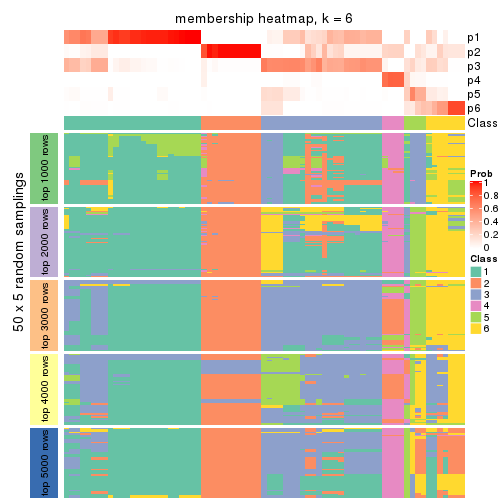 membership heatmap, k = 6
p1
p2
p3
p4
p5
p6
Class
50 x 5 random samplings
top 1000 rows
top 2000 rows
top 3000 rows
top 4000 rows
top 5000 rows
Prob
1
0.8
0.6
0.4
0.2
0
Class
1
2
3
4
5
6